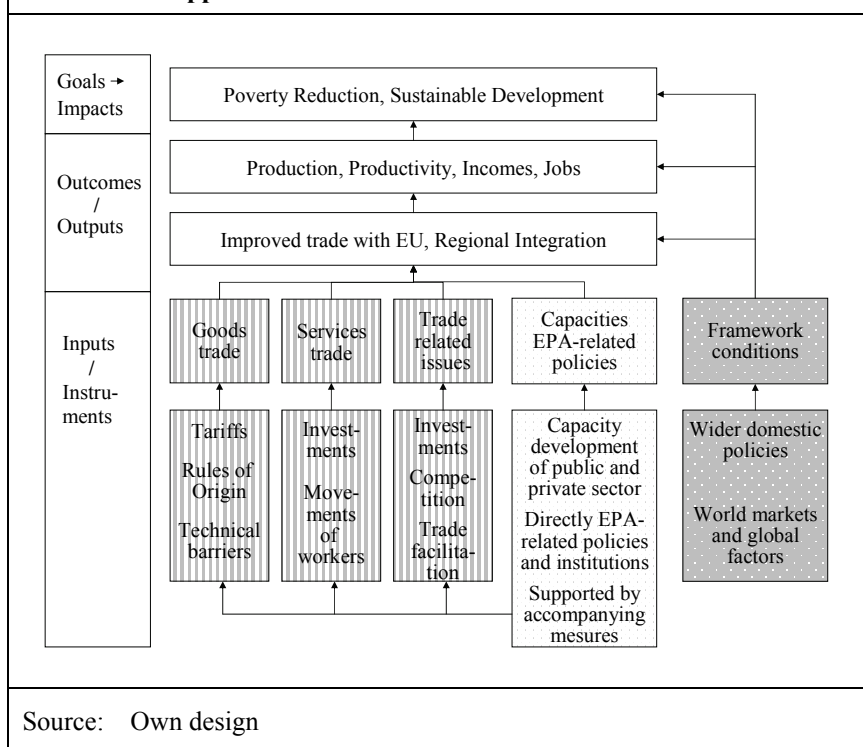 Goals →
Impacts
Poverty Reduction, Sustainable Development
Outcomes
/
Outputs
Production, Productivity, Incomes, Jobs
Improved trade with EU, Regional Integration
Inputs
/
Instru-
ments
Goods
trade
Services
trade
Trade
related
issues
Capacities
EPA-related
policies
Framework
conditions
Tariffs
Rules of
Origin
Technical
barriers
Invest-
ments
Move-
ments
of
workers
Invest-
ments
Compe-
tition
Trade
facilita-
tion
Capacity
development
of public and
private sector
Directly EPA-
related policies
and institutions
Supported by
accompanying
mesures
Wider domestic
policies
World markets
and global
factors
Source: Own design